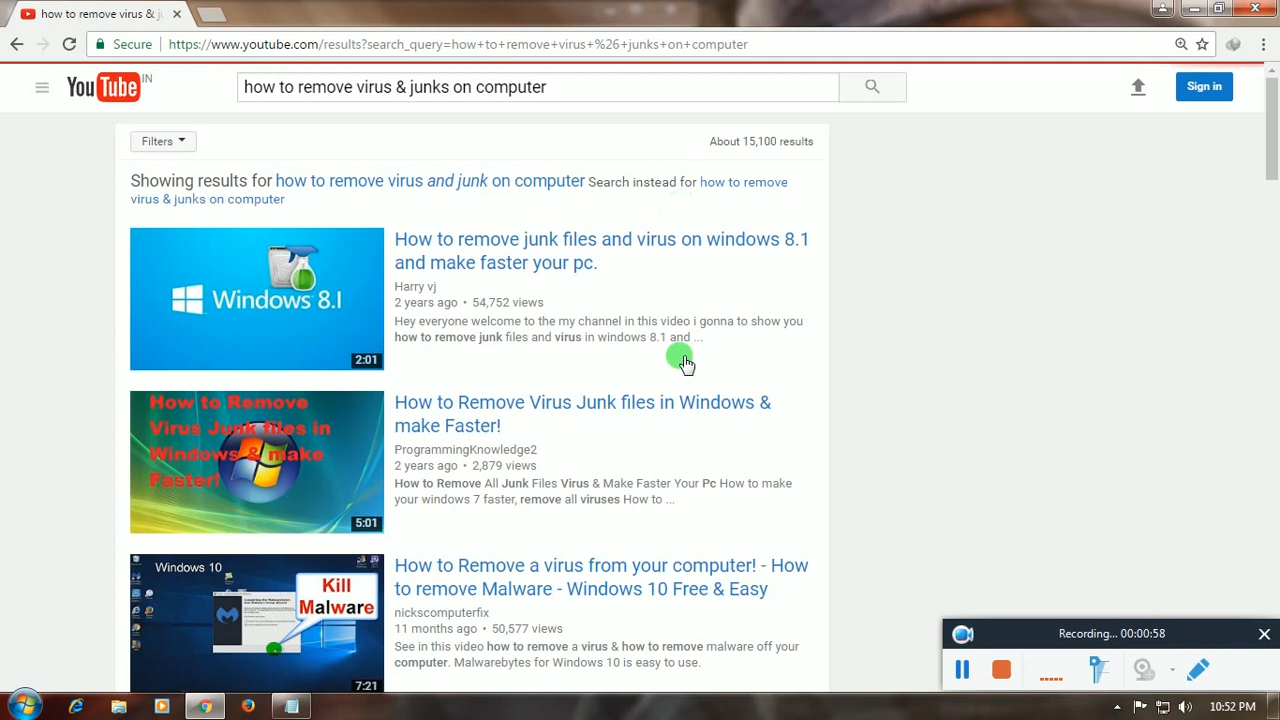 how to remove virus & ju
Secure https://www.youtube.com/results?search_query=how+to+remove+virus+%26+junks+on+computer
YouTube IN
how to remove virus & junks on computer
Sign in
Filters
About 15,100 results
Showing results for how to remove virus and junk on computer Search instead for how to remove
virus & junks on computer
Windows 8.1
2:01
How to remove junk files and virus on windows 8.1
and make faster your pc.
Harry vj
2 years ago • 54,752 views
Hey everyone welcome to the my channel in this video i gonna to show you
how to remove junk files and virus in windows 8.1 and ...
How to Remove
Virus Junk files in
Windows & make
Faster!
5:01
How to Remove Virus Junk files in Windows &
make Faster!
ProgrammingKnowledge2
2 years ago • 2,879 views
How to Remove All Junk Files Virus & Make Faster Your Pc How to make
your windows 7 faster, remove all viruses How to ...
Windows 10
Kill
Malware
7:21
How to Remove a virus from your computer! - How
to remove Malware - Windows 10 Free & Easy
nickscomputerfix
11 months ago • 50,577 views
See in this video how to remove a virus & how to remove malware off your
computer. Malwarebytes for Windows 10 is easy to use.
Recording... 00:00:58
10:52 PM